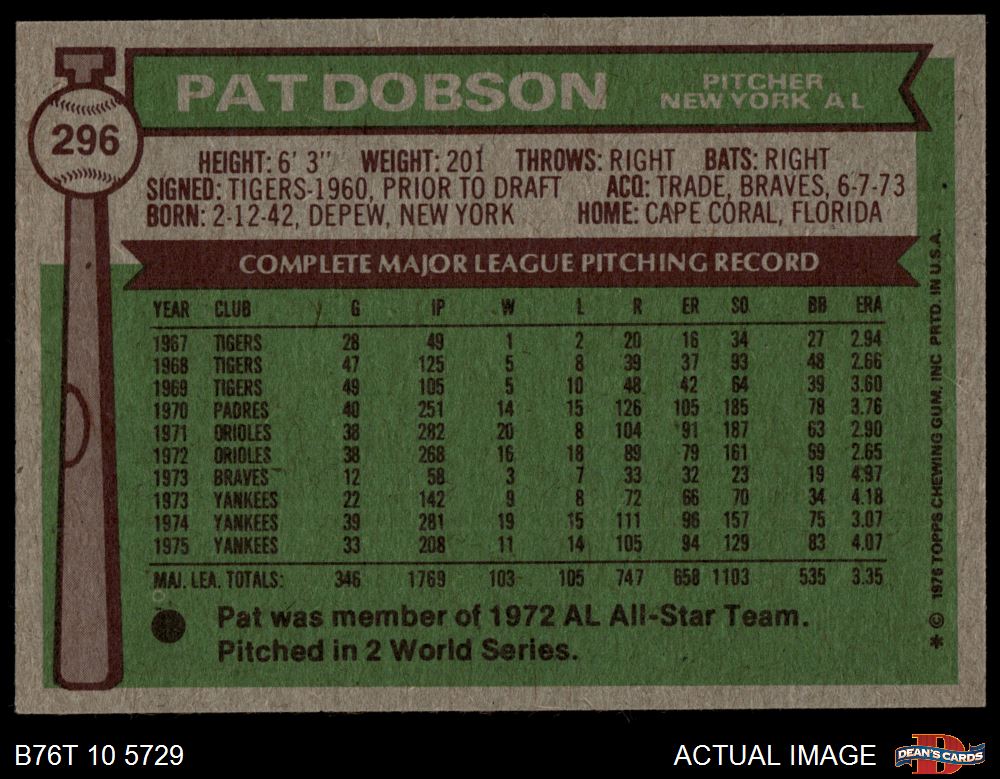 296
PAT DOBSON
PITCHER
NEW YORK A L
HEIGHT: 6' 3" WEIGHT: 201 THROWS: RIGHT BATS: RIGHT
SIGNED: TIGERS-1960, PRIOR TO DRAFT ACQ: TRADE, BRAVES, 6-7-73
BORN: 2-12-42, DEPEW, NEW YORK HOME: CAPE CORAL, FLORIDA
COMPLETE MAJOR LEAGUE PITCHING RECORD
YEAR CLUB G IP W L R ER SO BB ERA
1967 TIGERS 28 49 1 2 20 16 34 27 2.94
1968 TIGERS 47 125 5 8 39 37 93 48 2.66
1969 TIGERS 49 105 5 10 48 42 64 39 3.60
1970 PADRES 40 251 14 15 126 105 185 78 3.76
1971 ORIOLES 38 282 20 8 104 91 187 63 2.90
1972 ORIOLES 38 268 16 18 89 79 161 69 2.65
1973 BRAVES 12 58 3 7 33 32 23 19 4.97
1973 YANKEES 22 142 9 8 72 66 70 34 4.18
1974 YANKEES 39 281 19 15 111 96 157 75 3.07
1975 YANKEES 33 208 11 14 105 94 129 83 4.07
MAJ. LEA. TOTALS: 346 1769 103 105 747 658 1103 535 3.35
Pat was member of 1972 AL All-Star Team.
Pitched in 2 World Series.
* © 1976 TOPPS CHEWING GUM, INC PRTD. IN U.S.A.
B76T 10 5729
ACTUAL IMAGE
DEAN'S CARDS